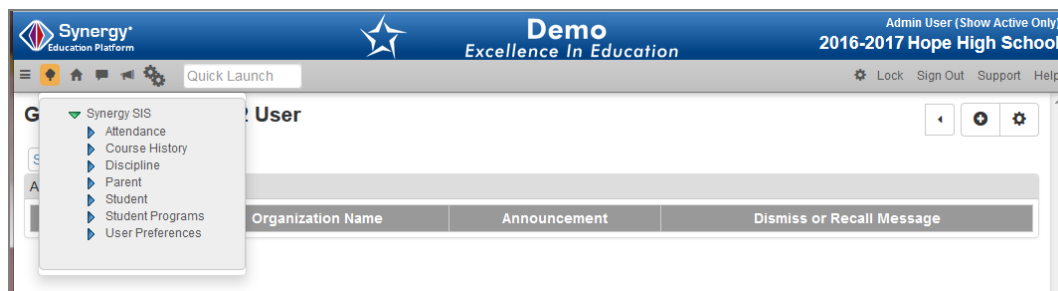 Synergy*
Education Platform
Demo
Excellence In Education
Admin User (Show Active Only)
2016-2017 Hope High School
Quick Launch
Lock Sign Out Support Help
User
Synergy SIS
Attendance
Course History
Discipline
Parent
Student
Student Programs
User Preferences
Organization Name Announcement Dismiss or Recall Message